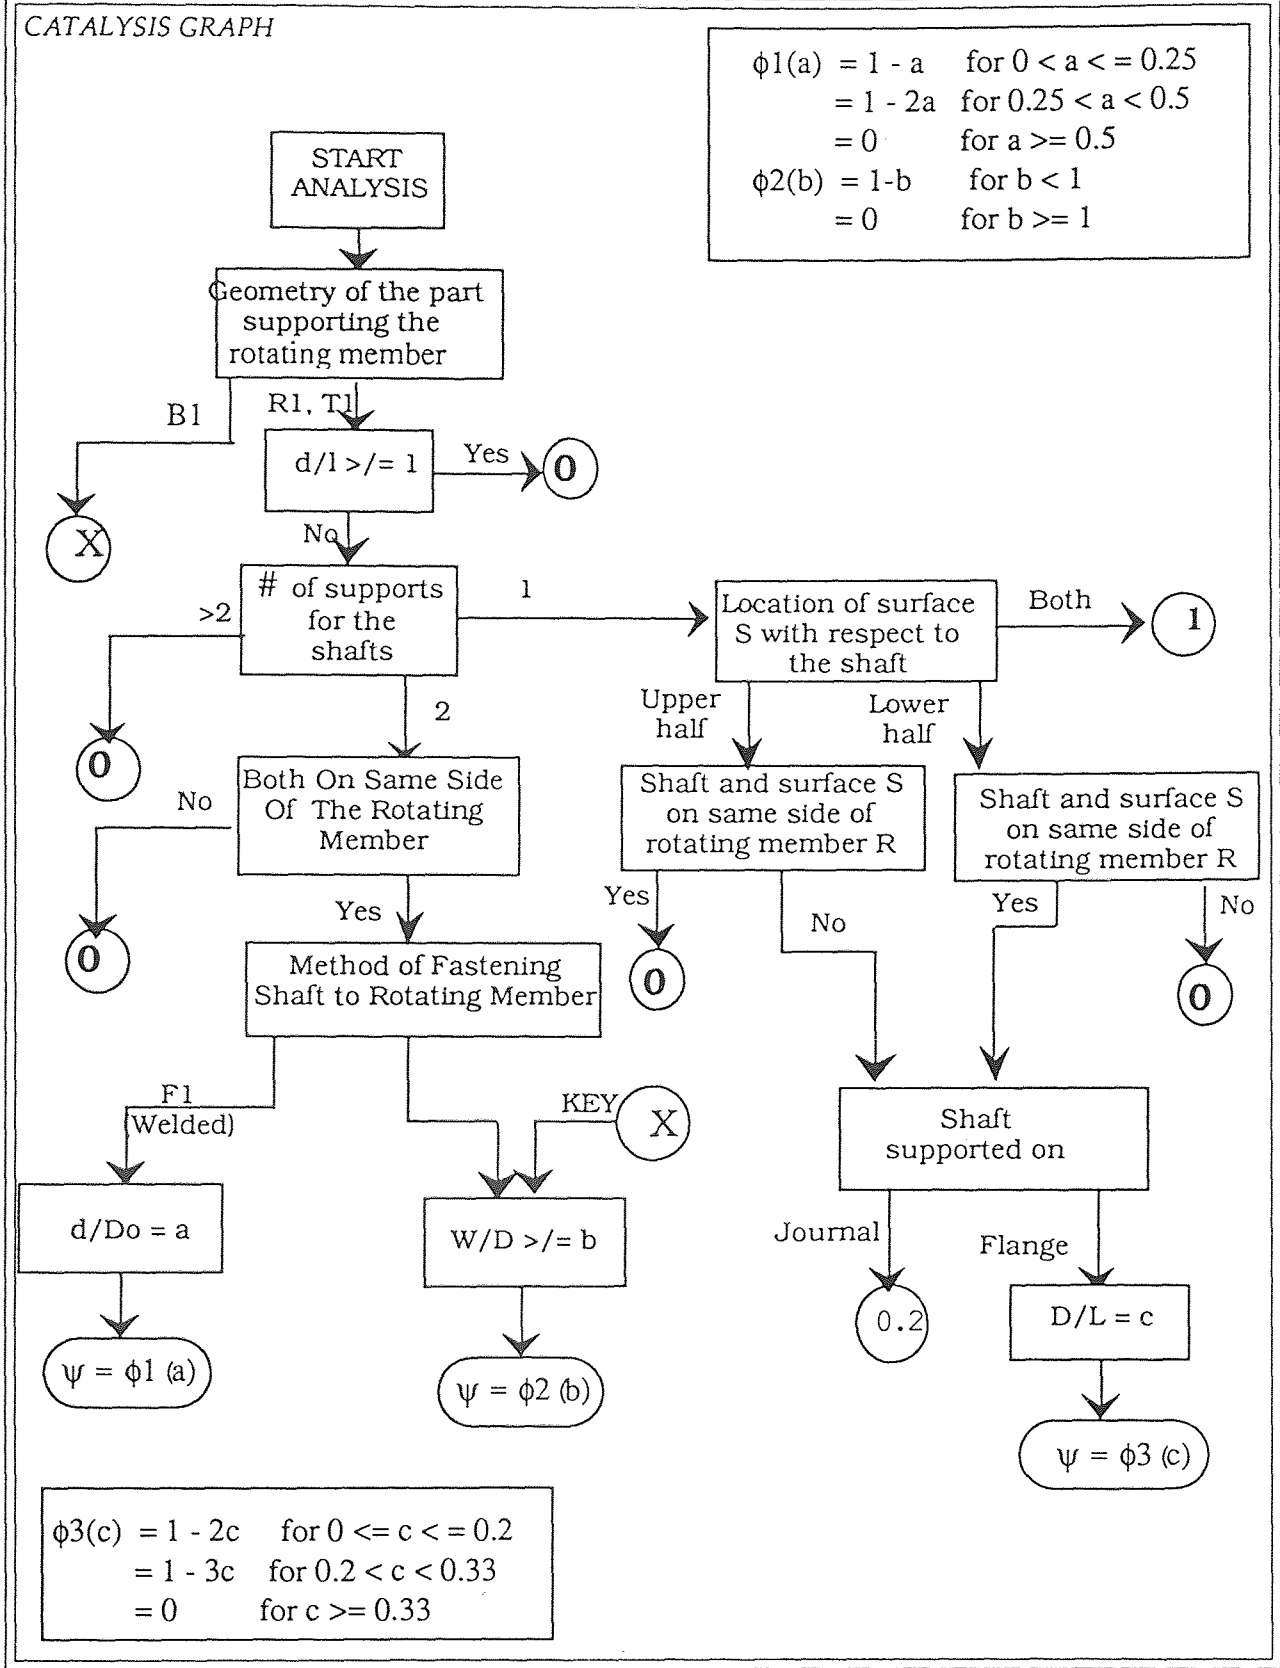 CATALYSIS GRAPH
ϕ1(a) = 1 - a for 0 < a < = 0.25
= 1 - 2a for 0.25 < a < 0.5
= 0 for a >= 0.5
ϕ2(b) = 1-b for b < 1
= 0 for b >= 1
START
ANALYSIS
Geometry of the part
supporting the
rotating member
B1
R1, T1
d/l >/= 1
Yes
0
X
No
# of supports
for the
shafts
>2
1
2
0
Location of surface
S with respect to
the shaft
Both
1
Upper
half
Lower
half
Both On Same Side
Of The Rotating
Member
No
0
Yes
Shaft and surface S
on same side of
rotating member R
Yes
0
No
Shaft and surface S
on same side of
rotating member R
Yes
No
0
Method of Fastening
Shaft to Rotating Member
F1
(Welded)
KEY
X
d/Do = a
W/D >/= b
ψ = ϕ1 (a)
ψ = ϕ2 (b)
Shaft
supported on
Journal
Flange
0.2
D/L = c
ψ = ϕ3 (c)
ϕ3(c) = 1 - 2c for 0 <= c < = 0.2
= 1 - 3c for 0.2 < c < 0.33
= 0 for c >= 0.33